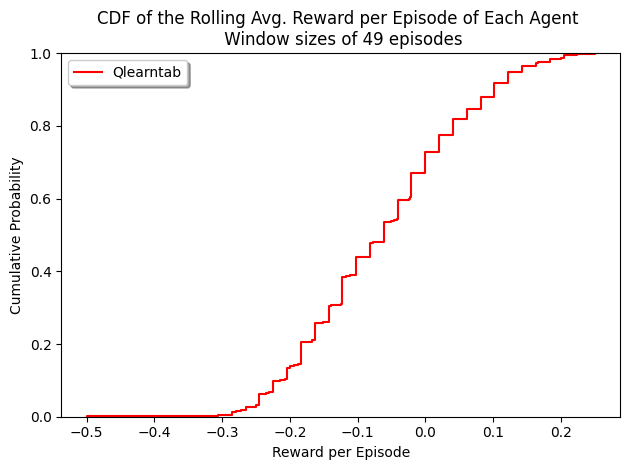 CDF of the Rolling Avg. Reward per Episode of Each Agent
Window sizes of 49 episodes
Qlearntab
1.0
0.8
0.6
0.4
0.2
0.0
Cumulative Probability
−0.5 −0.4 −0.3 −0.2 −0.1 0.0 0.1 0.2
Reward per Episode